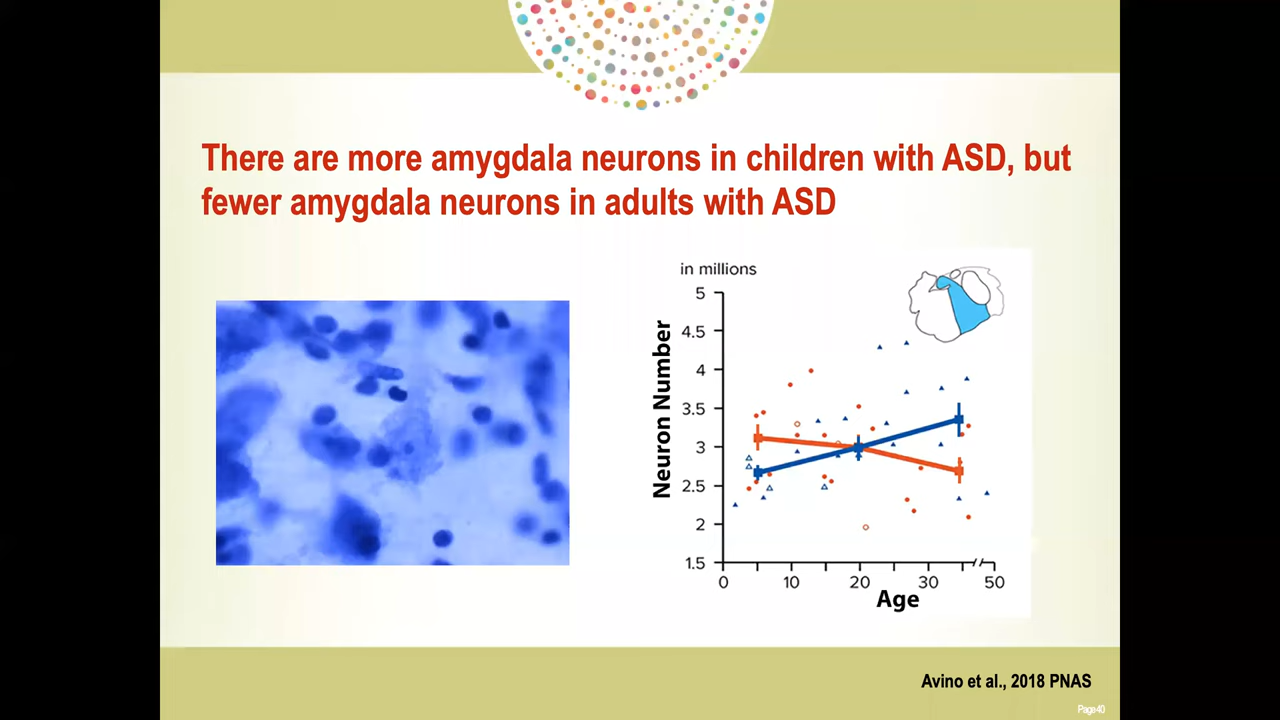 There are more amygdala neurons in children with ASD, but
fewer amygdala neurons in adults with ASD
in millions
Neuron Number
5
4.5
4
3.5
3
2.5
2
1.5
0 10 20 30 50
Age
Avino et al., 2018 PNAS
Page40